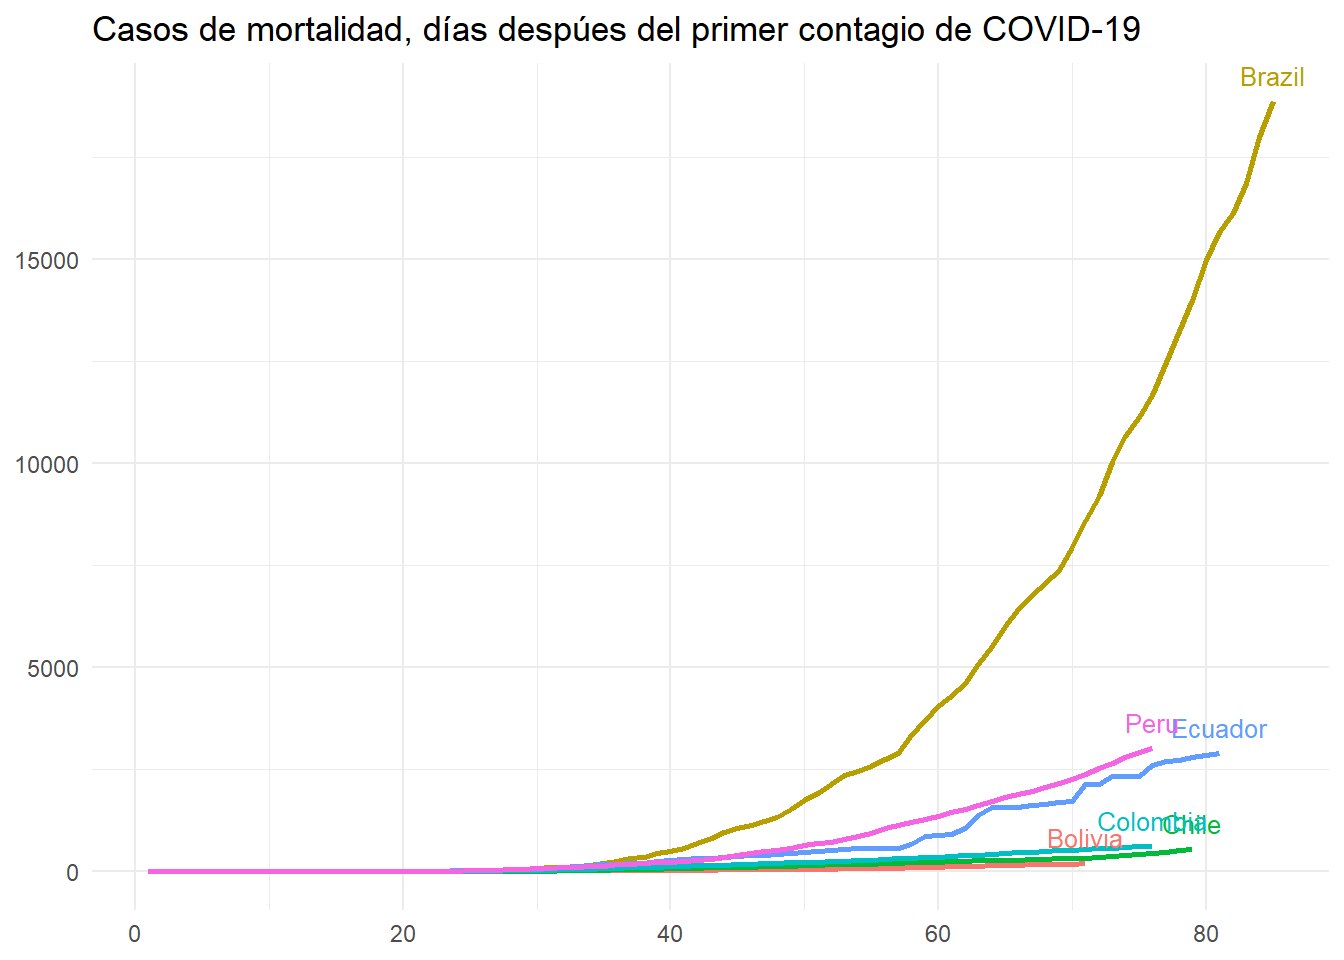 Casos de mortalidad, días despúes del primer contagio de COVID-19
Brazil
15000
10000
5000
Peru
Ecuador
Colombia
Chile
Bolivia
0
0 20 40 60 80